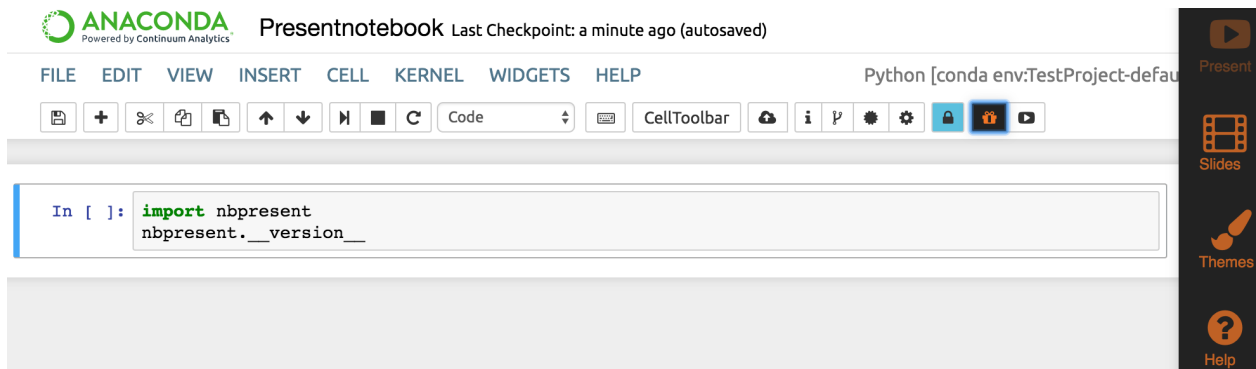 ANACONDA
Powered by Continuum Analytics
Presentnotebook Last Checkpoint: a minute ago (autosaved)
FILE EDIT VIEW INSERT CELL KERNEL WIDGETS HELP
Python [conda env:TestProject-defau
Code
CellToolbar
In [ ]:
import nbpresent
nbpresent.__version__
Present
Slides
Themes
Help